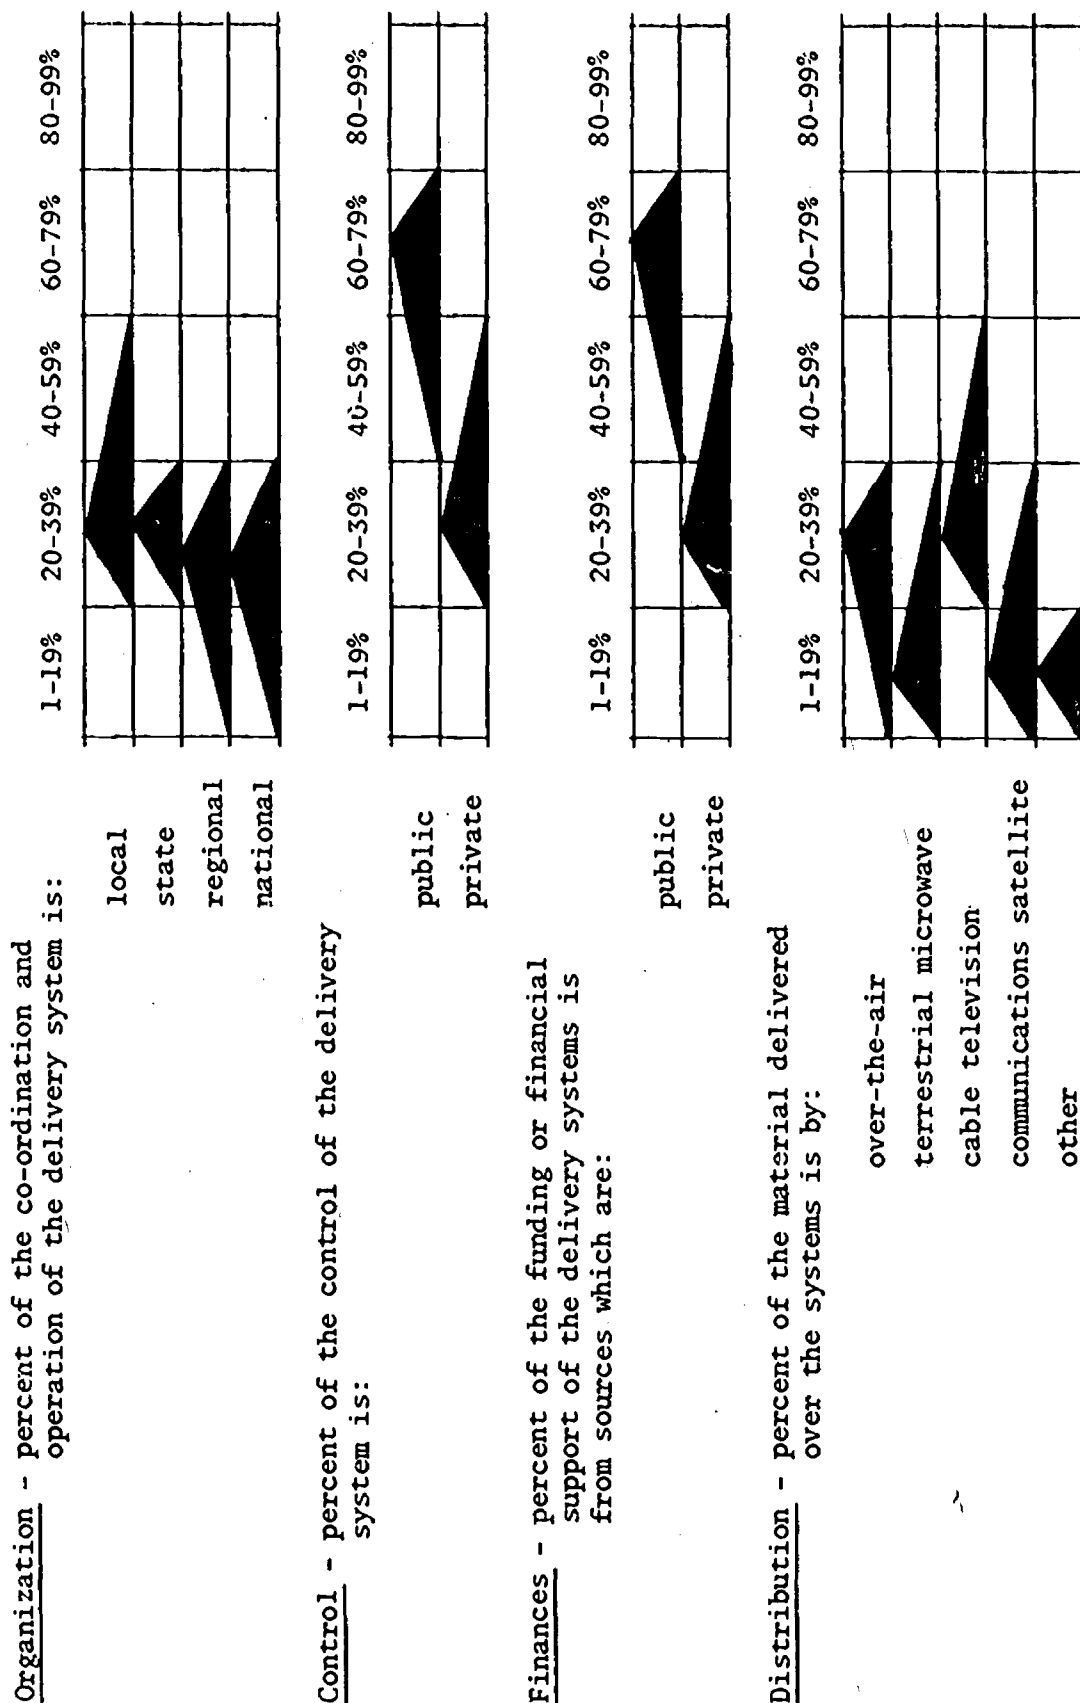 Organization - percent of the co-ordination and
operation of the delivery system is:
1-19% 20-39% 40-59% 60-79% 80-99%
local
state
regional
national
Control - percent of the control of the delivery
system is:
1-19% 20-39% 40-59% 60-79% 80-99%
public
private
Finances - percent of the funding or financial
support of the delivery systems is
from sources which are:
1-19% 20-39% 40-59% 60-79% 80-99%
public
private
Distribution - percent of the material delivered
over the systems is by:
1-19% 20-39% 40-59% 60-79% 80-99%
over-the-air
terrestrial microwave
cable television
communications satellite
other